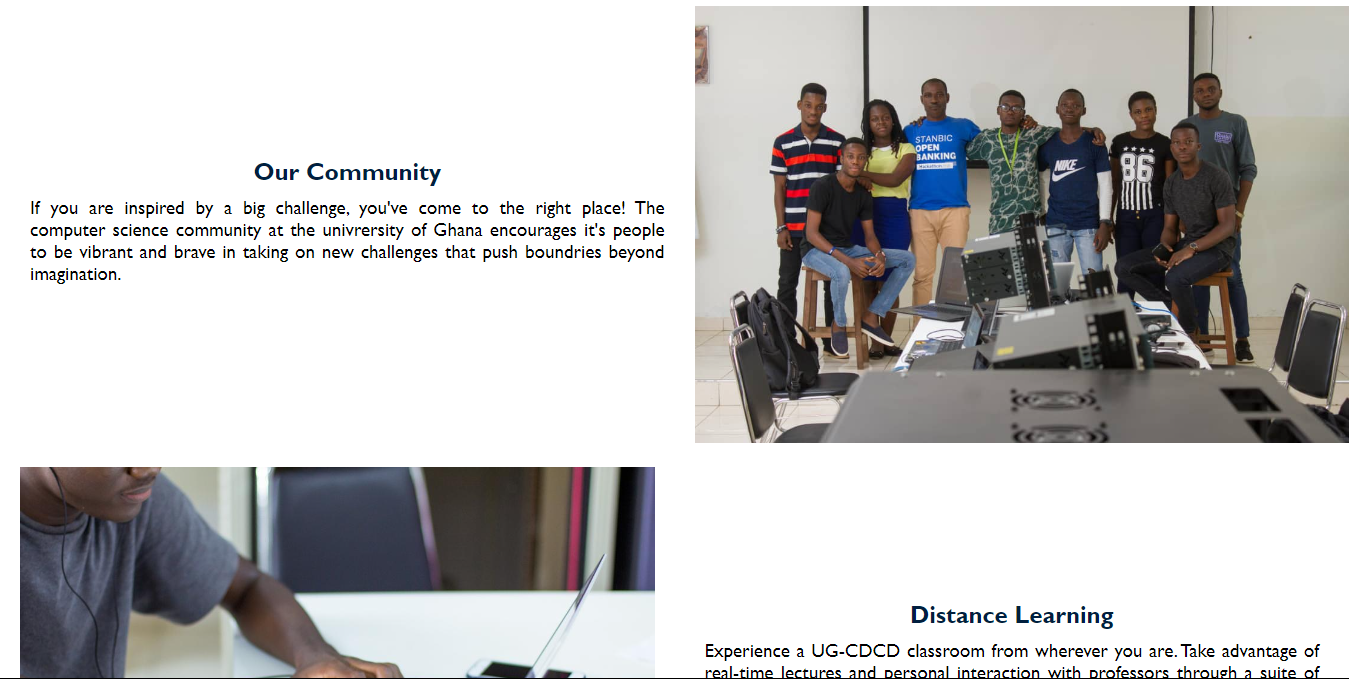 Our Community
If you are inspired by a big challenge, you've come to the right place! The
computer science community at the univrersity of Ghana encourages it's people
to be vibrant and brave in taking on new challenges that push boundries beyond
imagination.
STANBIC
OPEN
BANKING
NIKE
86
Distance Learning
Experience a UG-CDCD classroom from wherever you are. Take advantage of
real-time lectures and personal interaction with professors through a suite of